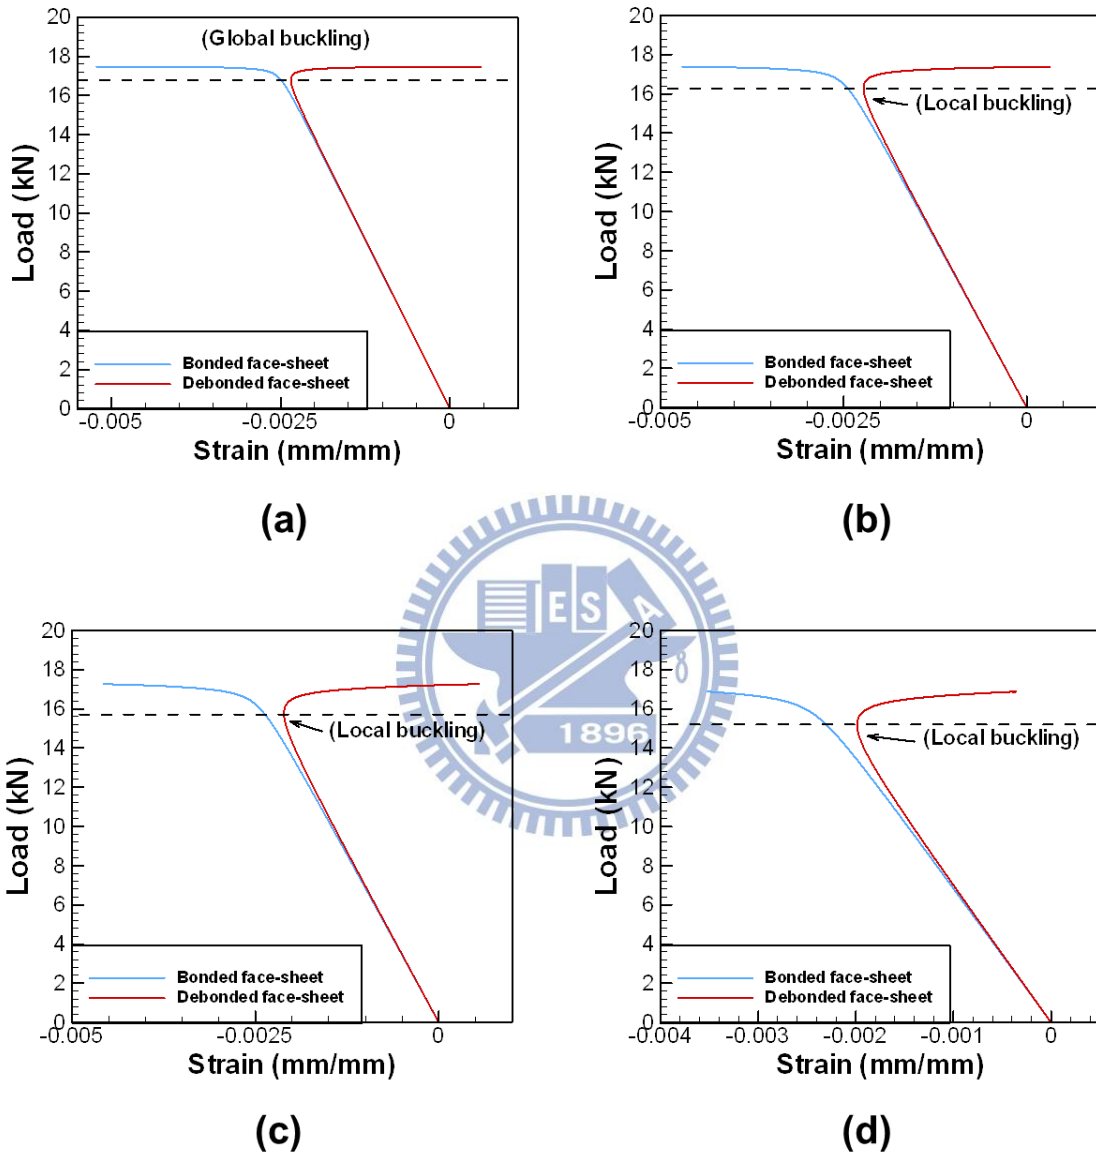 20
18
16
14
12
10
8
6
4
2
0
Load (kN)
(Global buckling)
Bonded face-sheet
Debonded face-sheet
-0.005 -0.0025 0
Strain (mm/mm)
(a)
20
18
16
14
12
10
8
6
4
2
0
Load (kN)
(Local buckling)
Bonded face-sheet
Debonded face-sheet
-0.005 -0.0025 0
Strain (mm/mm)
(b)
E S A
1896
20
18
16
14
12
10
8
6
4
2
0
Load (kN)
(Local buckling)
Bonded face-sheet
Debonded face-sheet
-0.005 -0.0025 0
Strain (mm/mm)
(c)
20
18
16
14
12
10
8
6
4
2
0
Load (kN)
(Local buckling)
Bonded face-sheet
Debonded face-sheet
-0.004 -0.003 -0.002 -0.001 0
Strain (mm/mm)
(d)